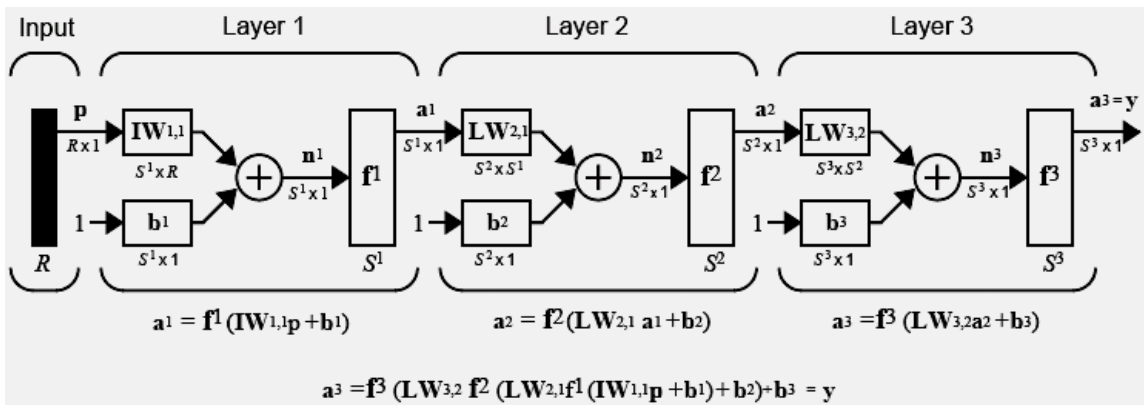 Input Layer 1 Layer 2 Layer 3
p a1 a2 a3 = y
IW1,1 LW2,1 LW3,2
R x 1 S1 x 1 S2 x 1 S3 x 1
S1 x R n1 S2 x S1 n2 S3 x S2 n3
+ f1 + f2 + f3
S1 x 1 S2 x 1 S3 x 1
1 b1 1 b2 1 b3
R S1 x 1 S1 S2 x 1 S2 S3 x 1 S3
a1 = f1 (IW1,1p +b1) a2 = f2 (LW2,1 a1 +b2) a3 =f3 (LW3,2a2 +b3)
a3 =f3 (LW3,2 f2 (LW2,1f1 (IW1,1p +b1)+ b2)+b3 = y